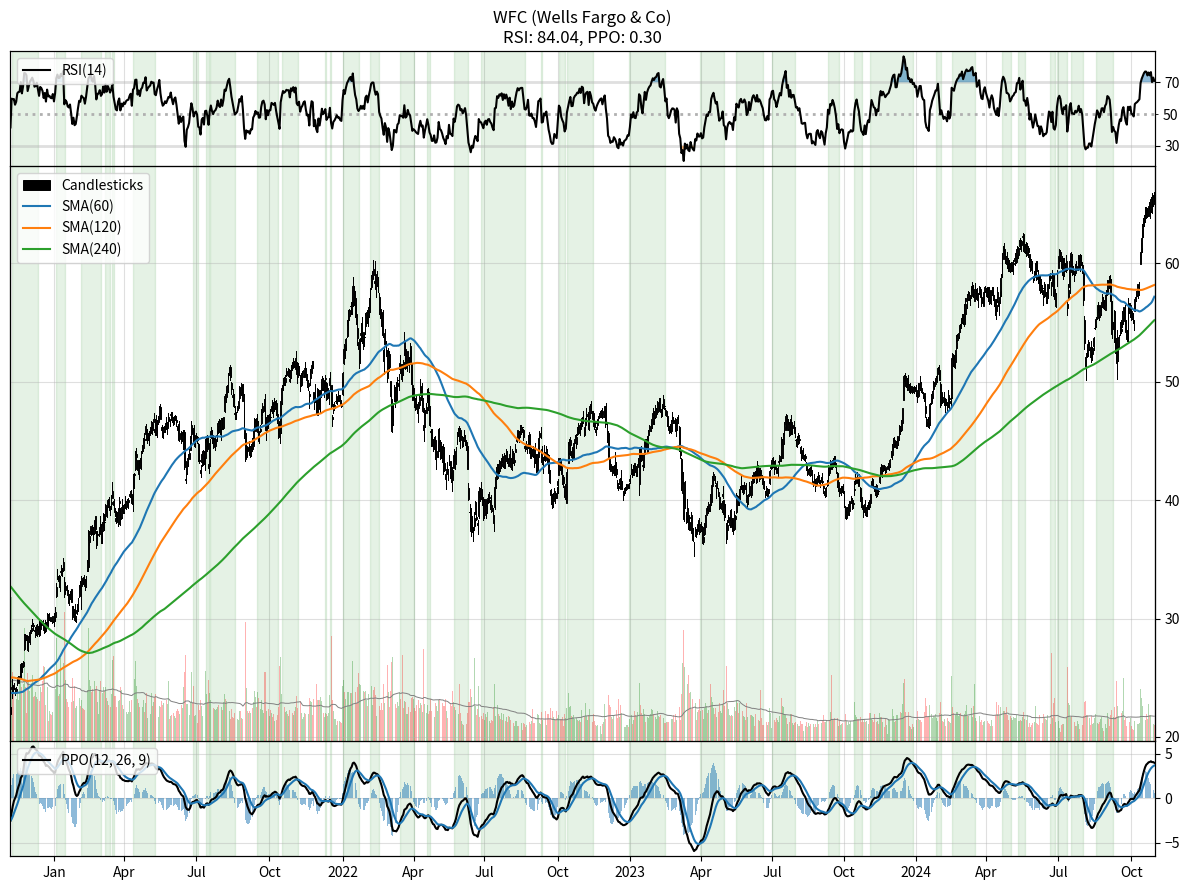 WFC (Wells Fargo & Co)
RSI: 84.04, PPO: 0.30
RSI(14)
70
50
30
Candlesticks
SMA(60)
SMA(120)
SMA(240)
60
50
40
30
20
PPO(12, 26, 9)
5
0
−5
Jan Apr Jul Oct 2022 Apr Jul Oct 2023 Apr Jul Oct 2024 Apr Jul Oct